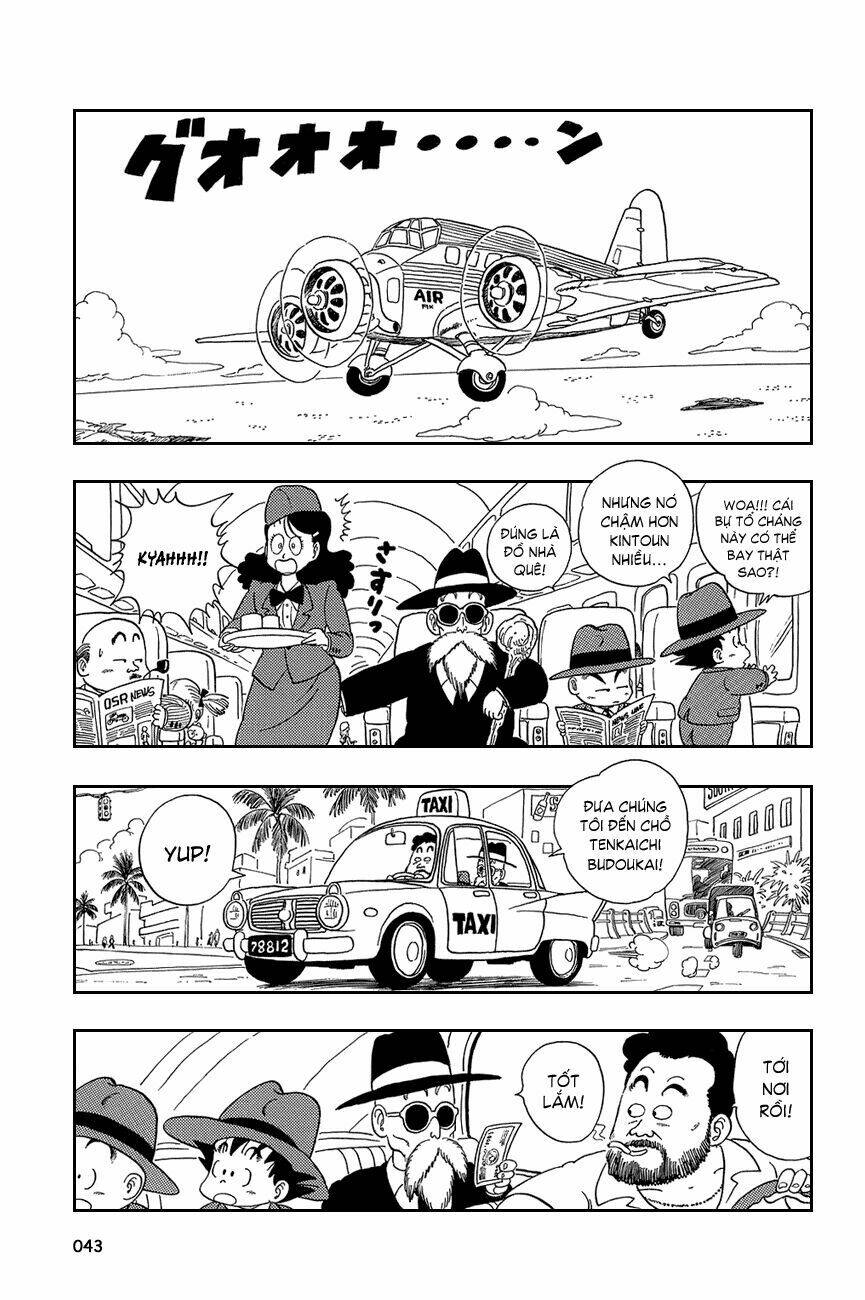 グオオオ・・・・ン
AIR
WOA!!! CÁI
BỰ TỔ CHẢNG
NÀY CÓ THỂ
BAY THẬT
SAO?!
NHƯNG NÓ
CHẬM HƠN
KINTOUN
NHIỀU...
ĐÚNG LÀ
ĐỒ NHÀ
QUÊ!
さすりっ
KYAHHH!!
OSR NEWS
ĐƯA CHÚNG
TÔI ĐẾN CHỖ
TENKAICHI
BUDOUKAI!
YUP!
TAXI
TAXI
78812
TỚI
NƠI
RỒI!
TỐT
LẮM!
043